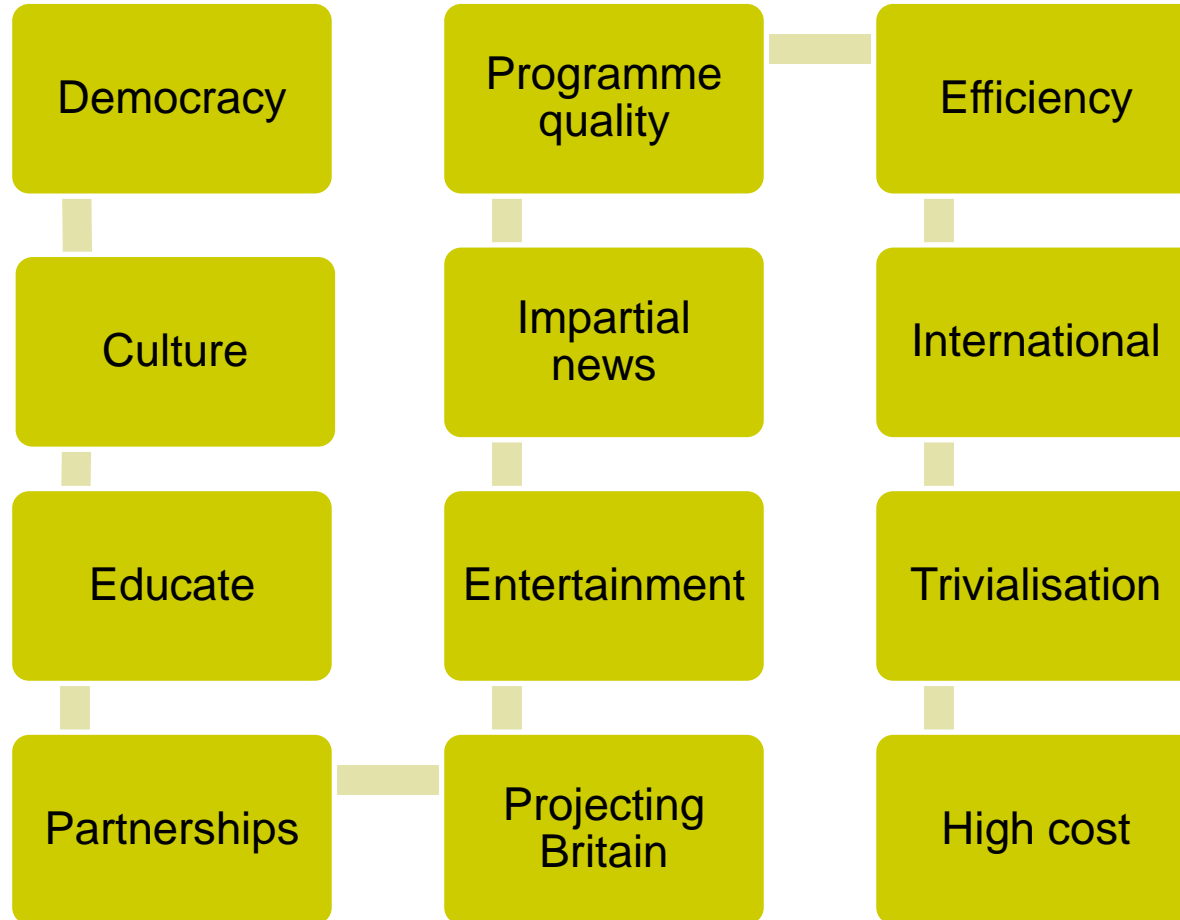 Democracy
Culture
Educate
Partnerships
Projecting
Britain
Entertainment
Impartial
news
Programme
quality
Efficiency
International
Trivialisation
High cost